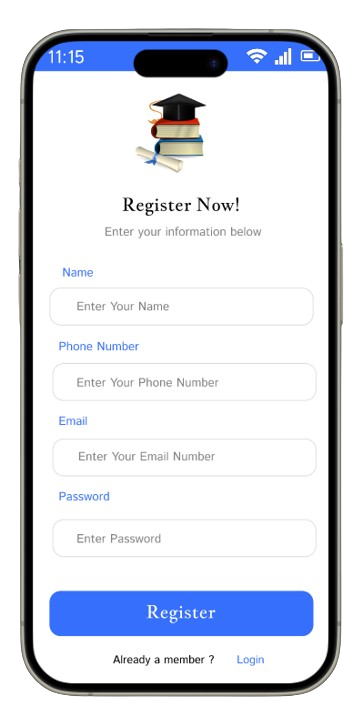 11:15
Register Now!
Enter your information below
Name
Enter Your Name
Phone Number
Enter Your Phone Number
Email
Enter Your Email Number
Password
Enter Password
Register
Already a member ? Login